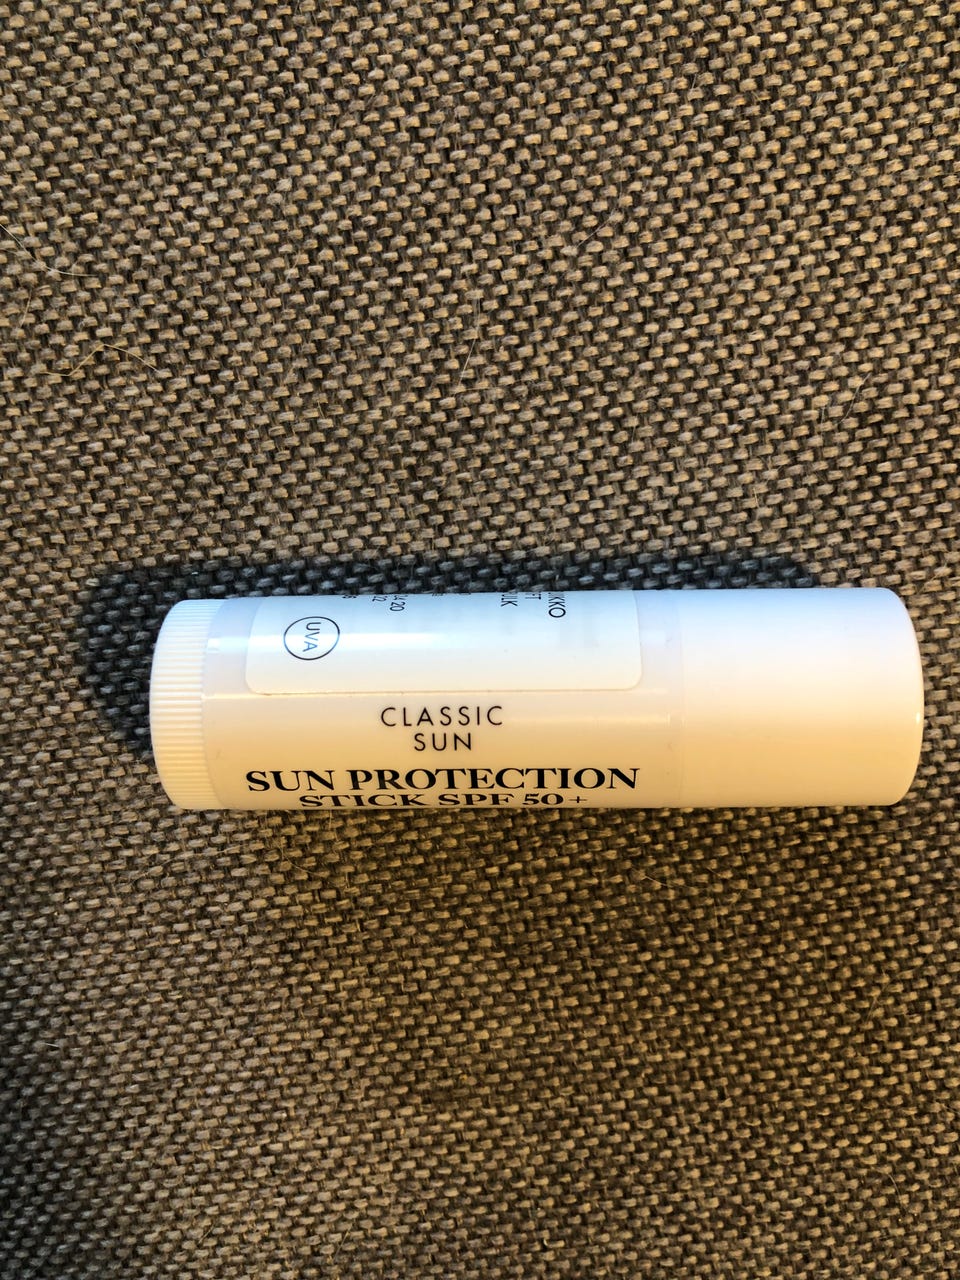 CLASSIC
SUN
SUN PROTECTION
STICK SPF 50+
UVA